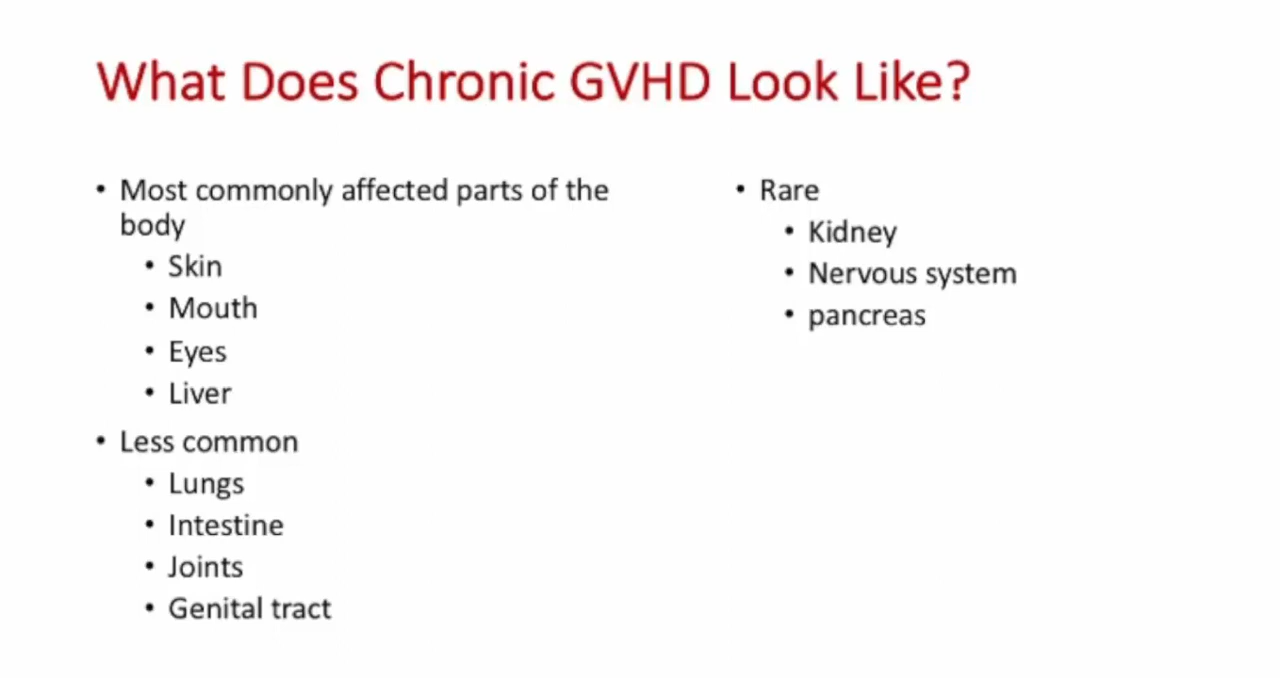 What Does Chronic GVHD Look Like?
• Most commonly affected parts of the
body
• Skin
• Mouth
• Eyes
• Liver
• Less common
• Lungs
• Intestine
• Joints
• Genital tract
• Rare
• Kidney
• Nervous system
• pancreas